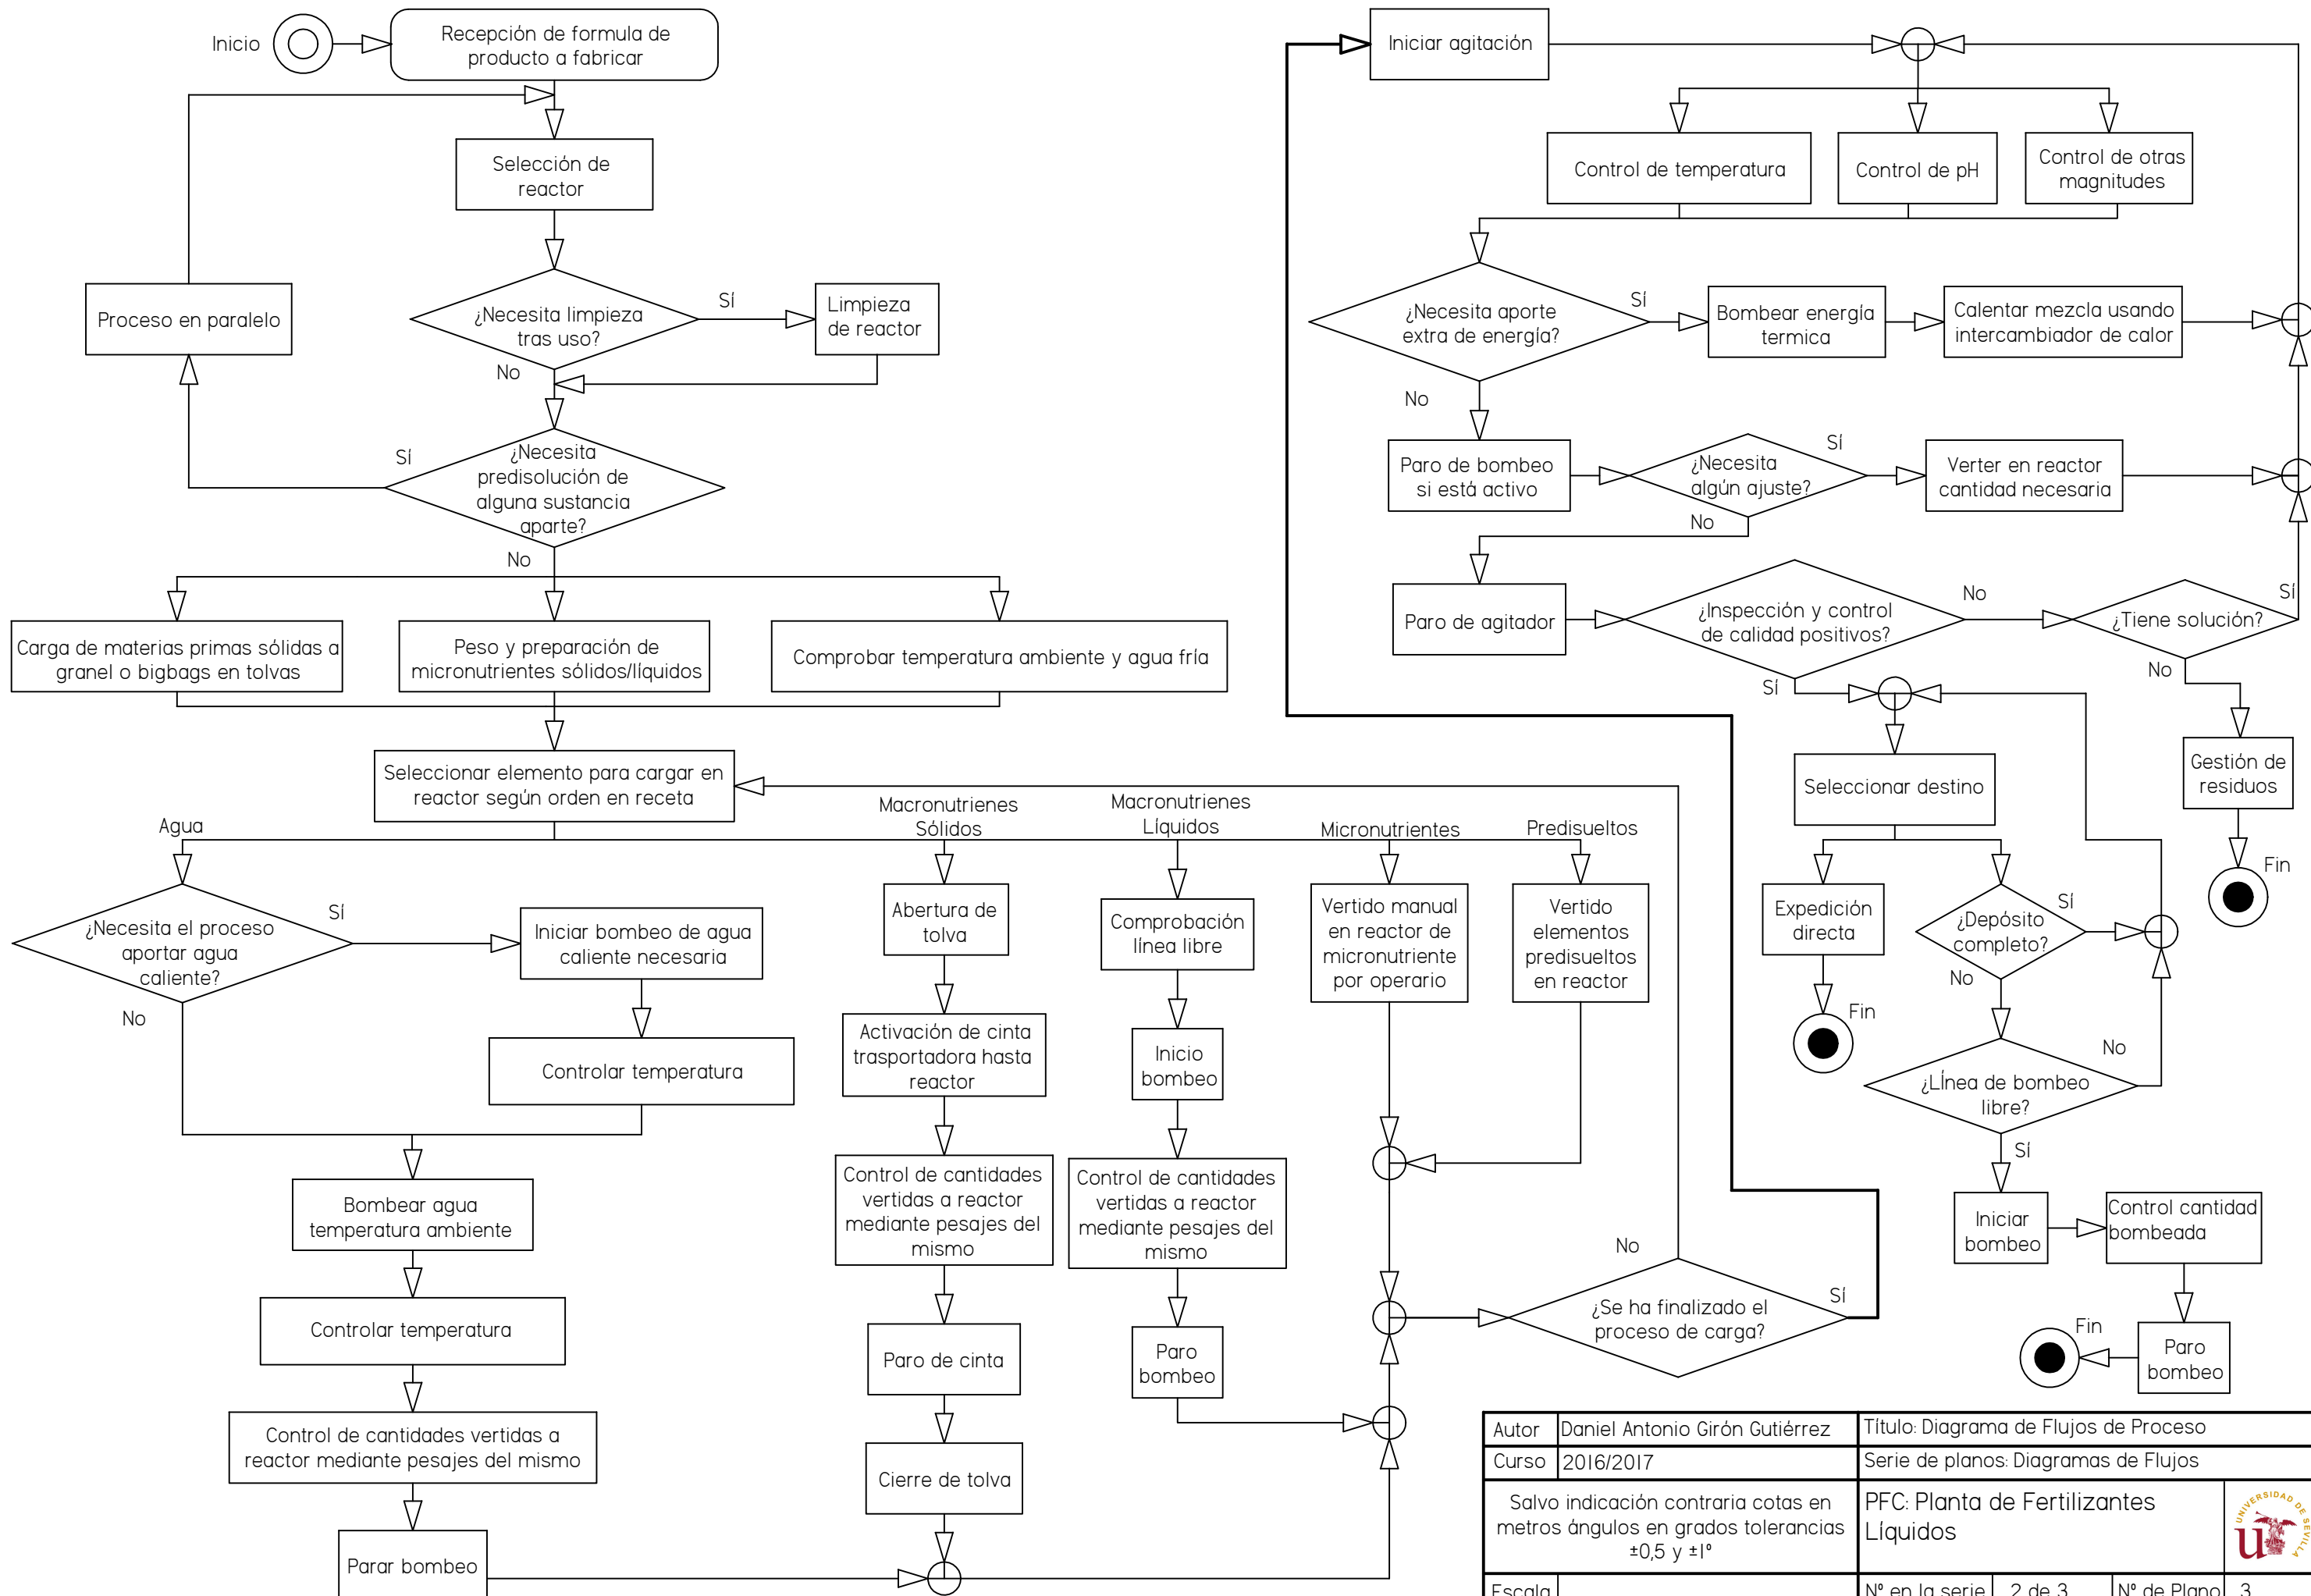 Inicio
Recepción de formula de
producto a fabricar
Selección de
reactor
Proceso en paralelo
¿Necesita limpieza
tras uso?
Sí
Limpieza
de reactor
No
¿Necesita
predisolución de
alguna sustancia
aparte?
Sí
No
Carga de materias primas sólidas a
granel o bigbags en tolvas
Peso y preparación de
micronutrientes sólidos/líquidos
Comprobar temperatura ambiente y agua fría
Seleccionar elemento para cargar en
reactor según orden en receta
Agua
Macronutrienes
Sólidos
Macronutrienes
Líquidos
Micronutrientes
Predisueltos
¿Necesita el proceso
aportar agua
caliente?
Sí
No
Iniciar bombeo de agua
caliente necesaria
Controlar temperatura
Bombear agua
temperatura ambiente
Controlar temperatura
Control de cantidades vertidas a
reactor mediante pesajes del mismo
Parar bombeo
Abertura de
tolva
Activación de cinta
trasportadora hasta
reactor
Control de cantidades
vertidas a reactor
mediante pesajes del
mismo
Paro de cinta
Cierre de tolva
Comprobación
línea libre
Inicio
bombeo
Control de cantidades
vertidas a reactor
mediante pesajes del
mismo
Paro
bombeo
Vertido manual
en reactor de
micronutriente
por operario
Vertido
elementos
predisueltos
en reactor
¿Se ha finalizado el
proceso de carga?
No
Sí
Iniciar agitación
Control de temperatura
Control de pH
Control de otras
magnitudes
¿Necesita aporte
extra de energía?
Sí
No
Bombear energía
termica
Calentar mezcla usando
intercambiador de calor
Paro de bombeo
si está activo
¿Necesita
algún ajuste?
Sí
No
Verter en reactor
cantidad necesaria
Paro de agitador
¿Inspección y control
de calidad positivos?
No
Sí
¿Tiene solución?
Sí
No
Gestión de
residuos
Fin
Seleccionar destino
Expedición
directa
Fin
¿Depósito
completo?
Sí
No
¿LÍnea de bombeo
libre?
No
Sí
Iniciar
bombeo
Control cantidad
bombeada
Paro
bombeo
Fin
Autor
Daniel Antonio Girón Gutiérrez
Título: Diagrama de Flujos de Proceso
Curso
2016/2017
Serie de planos: Diagramas de Flujos
Salvo indicación contraria cotas en
metros ángulos en grados tolerancias
±0,5 y ±1°
PFC: Planta de Fertilizantes
Líquidos
UNIVERSIDAD DE SEVILLA
Escala
Nº en la serie
2 de 3
Nº de Plano
3